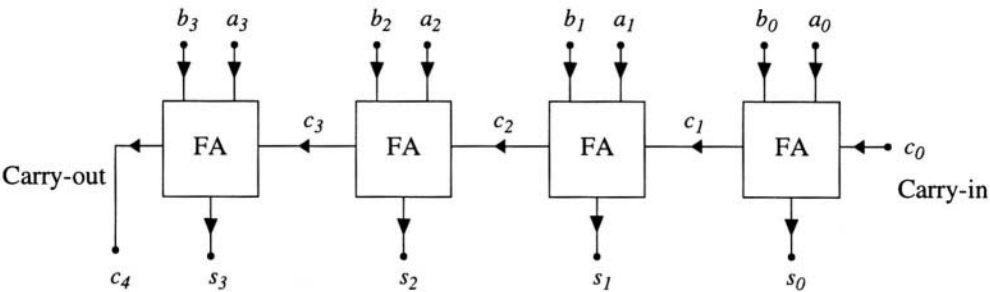 b3 a3 b2 a2 b1 a1 b0 a0
c3 c2 c1
FA FA FA FA c0
Carry-out Carry-in
c4 s3 s2 s1 s0